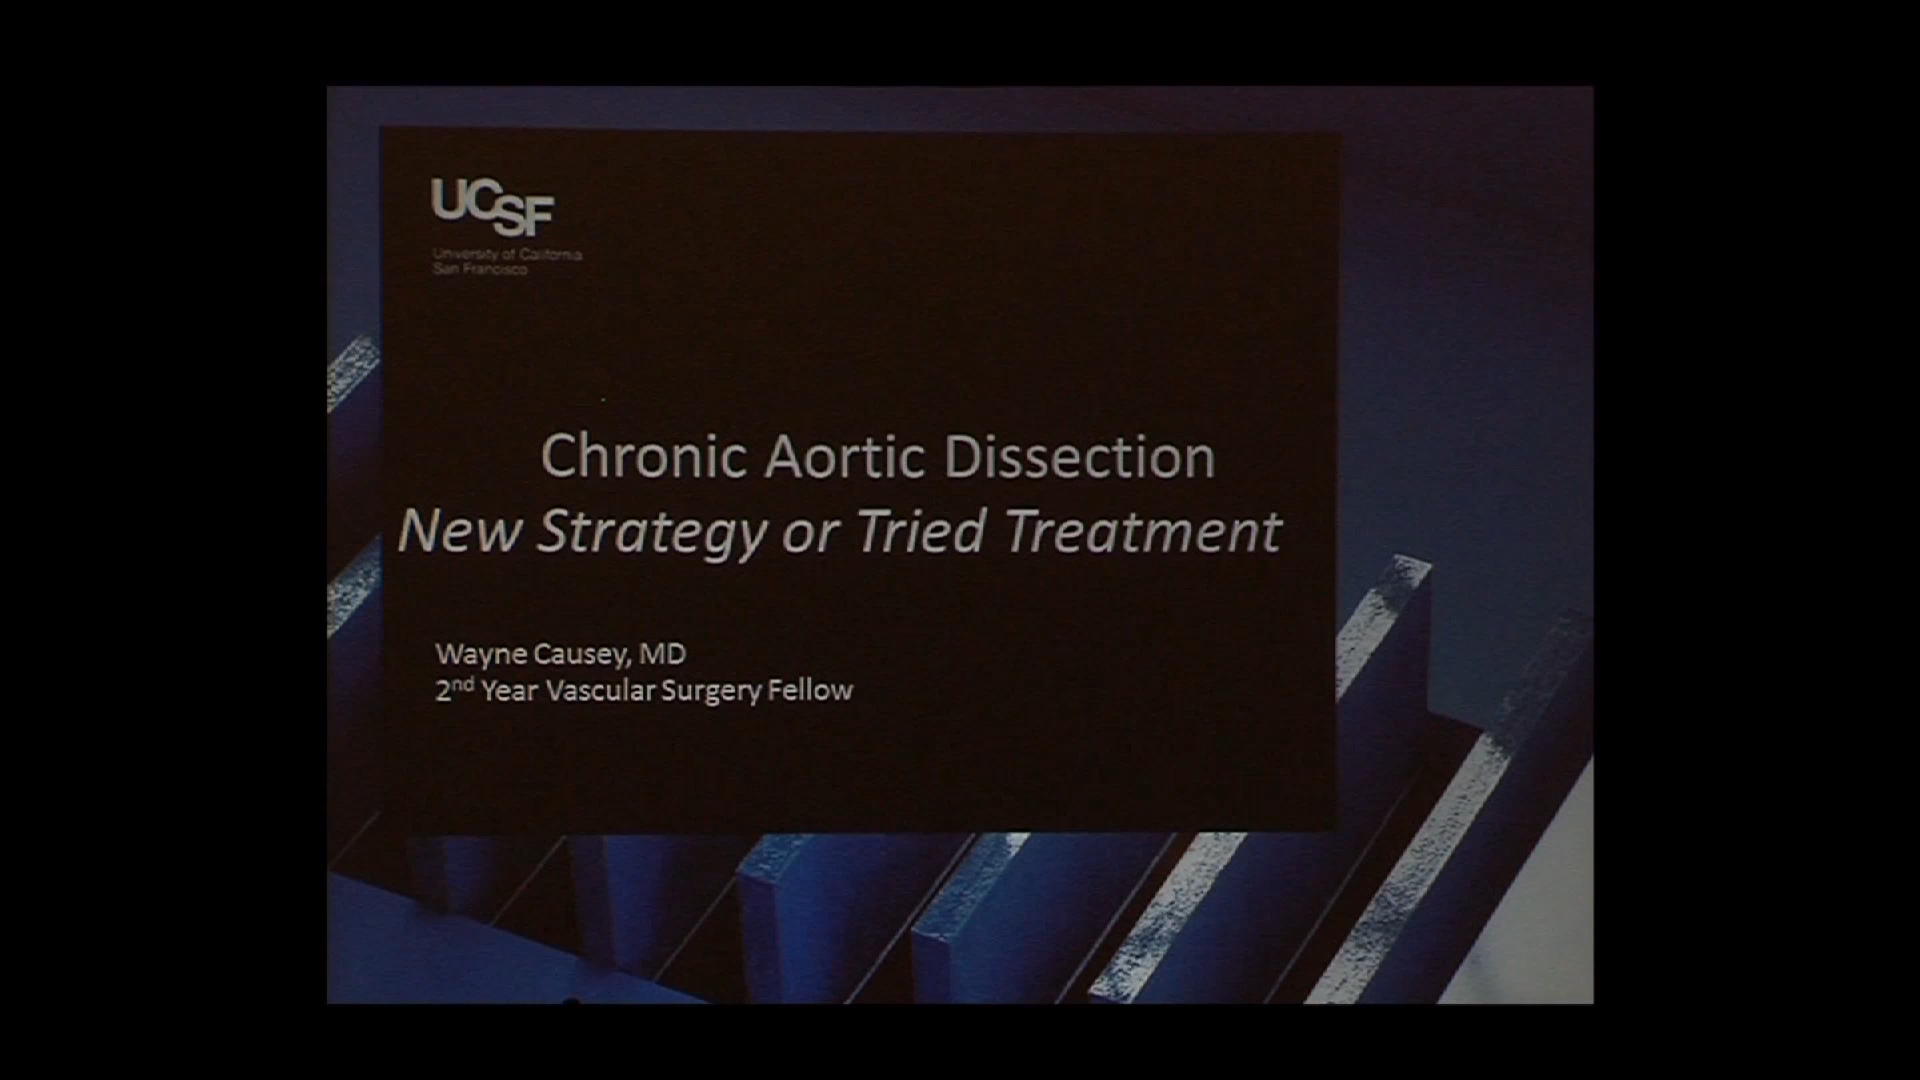 UCSF
University of California
San Francisco
Chronic Aortic Dissection
New Strategy or Tried Treatment
Wayne Causey, MD
2nd Year Vascular Surgery Fellow